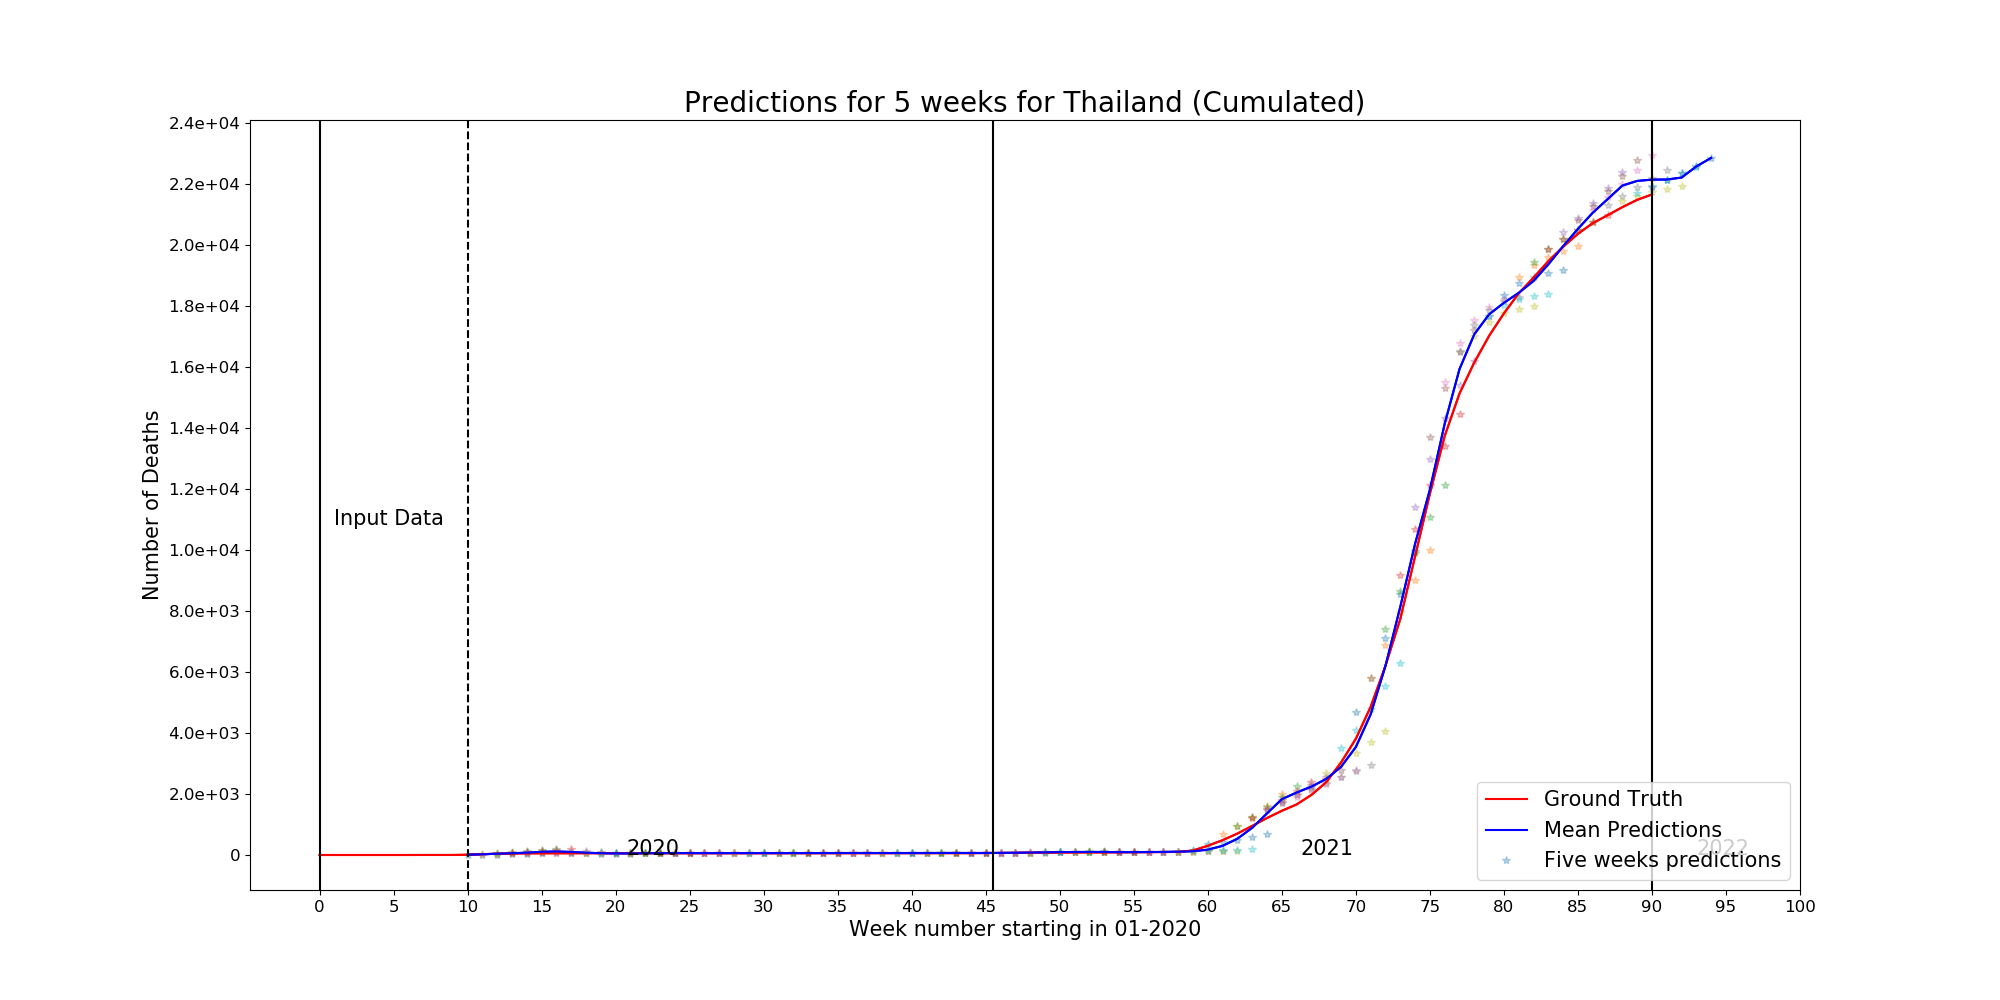 Predictions for 5 weeks for Thailand (Cumulated)
2.4e+04
2.2e+04
2.0e+04
1.8e+04
1.6e+04
1.4e+04
1.2e+04
1.0e+04
8.0e+03
6.0e+03
4.0e+03
2.0e+03
0
Number of Deaths
Input Data
2020
2021
2022
Ground Truth
Mean Predictions
Five weeks predictions
0 5 10 15 20 25 30 35 40 45 50 55 60 65 70 75 80 85 90 95 100
Week number starting in 01-2020